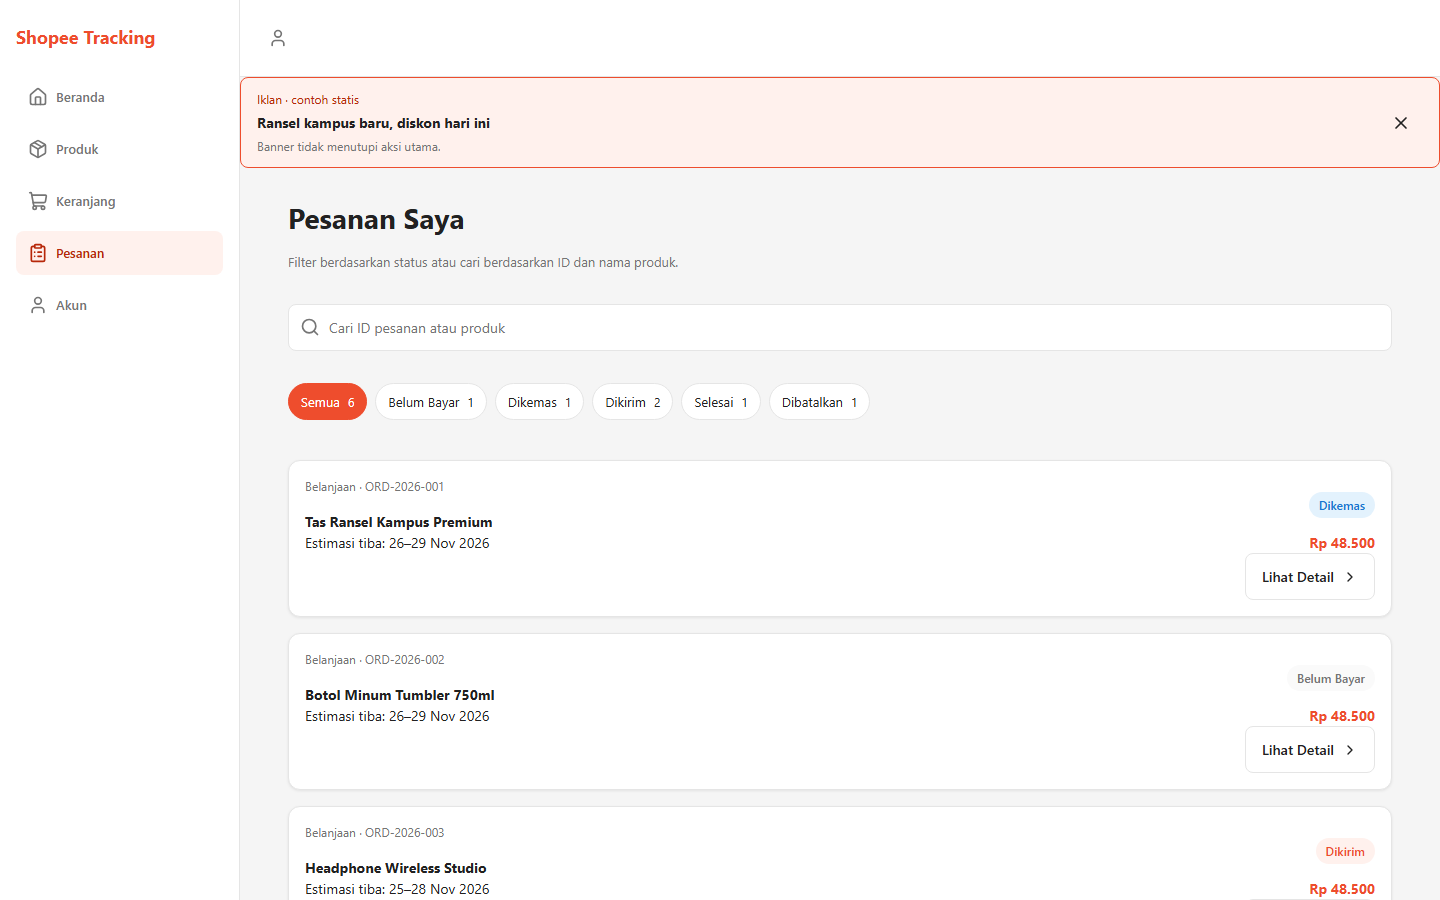 Shopee Tracking
Beranda
Produk
Keranjang
Pesanan
Akun
Iklan · contoh statis
Ransel kampus baru, diskon hari ini
Banner tidak menutupi aksi utama.
Pesanan Saya
Filter berdasarkan status atau cari berdasarkan ID dan nama produk.
Cari ID pesanan atau produk
Semua 6
Belum Bayar 1
Dikemas 1
Dikirim 2
Selesai 1
Dibatalkan 1
Belanjaan · ORD-2026-001
Dikemas
Tas Ransel Kampus Premium
Estimasi tiba: 26–29 Nov 2026
Rp 48.500
Lihat Detail
Belanjaan · ORD-2026-002
Belum Bayar
Botol Minum Tumbler 750ml
Estimasi tiba: 26–29 Nov 2026
Rp 48.500
Lihat Detail
Belanjaan · ORD-2026-003
Dikirim
Headphone Wireless Studio
Estimasi tiba: 25–28 Nov 2026
Rp 48.500